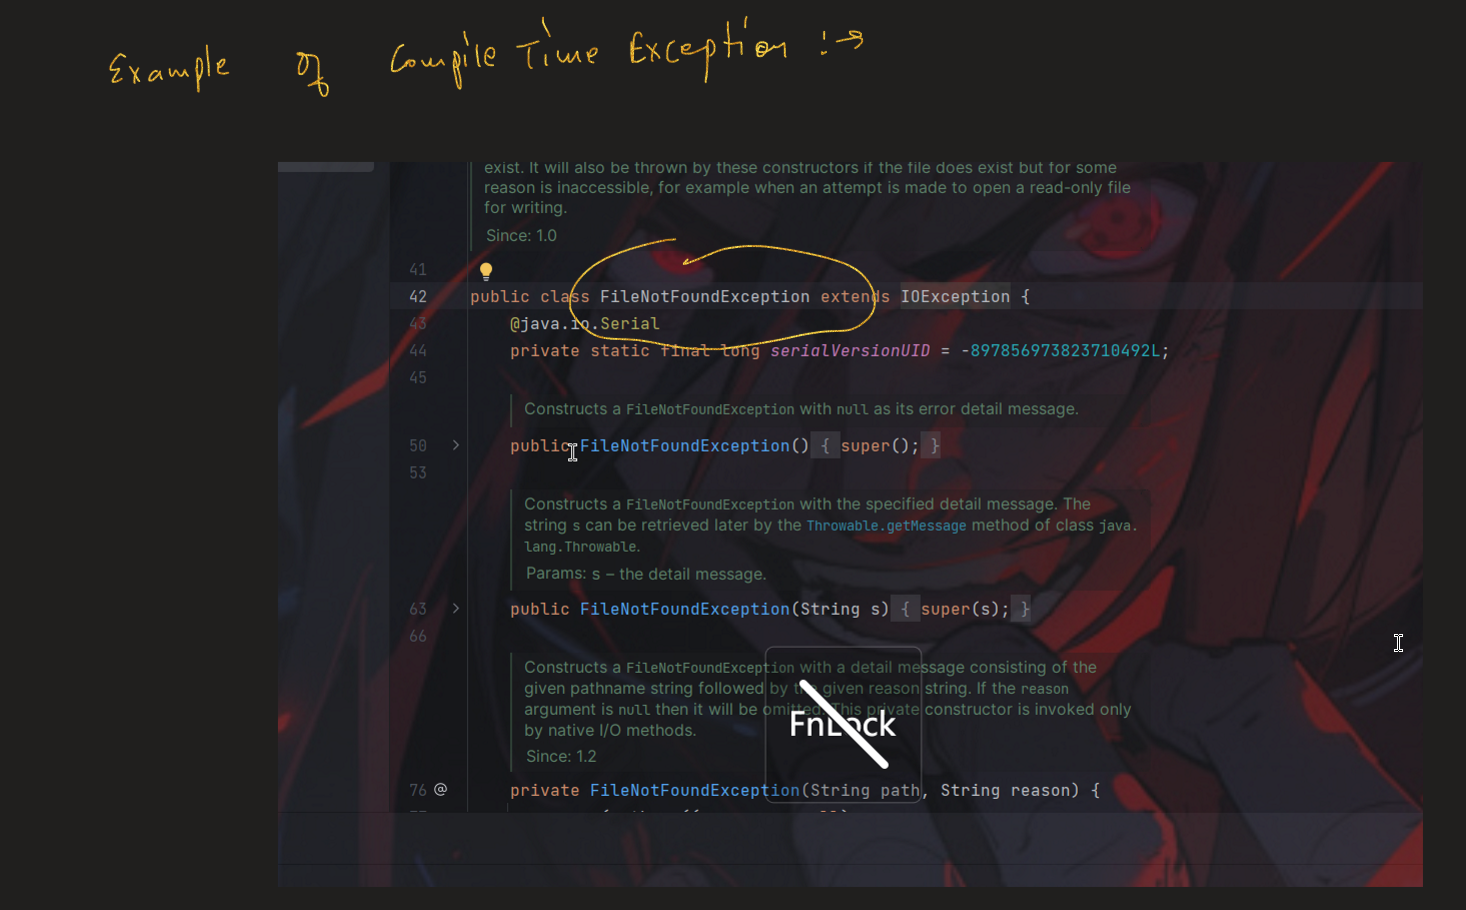 Example of Compile Time Exception :→
exist. It will also be thrown by these constructors if the file does exist but for some
reason is inaccessible, for example when an attempt is made to open a read-only file
for writing.
Since: 1.0
41
42 public class FileNotFoundException extends IOException {
43 @java.io.Serial
44 private static final long serialVersionUID = -897856973823710492L;
45
Constructs a FileNotFoundException with null as its error detail message.
50 public FileNotFoundException() { super(); }
53
Constructs a FileNotFoundException with the specified detail message. The
string s can be retrieved later by the Throwable.getMessage method of class java.
lang.Throwable.
Params: s – the detail message.
63 public FileNotFoundException(String s) { super(s); }
66
Constructs a FileNotFoundException with a detail message consisting of the
given pathname string followed by the given reason string. If the reason
argument is null then it will be omitted. This private constructor is invoked only
by native I/O methods.
FnLock
Since: 1.2
76 @ private FileNotFoundException(String path, String reason) {